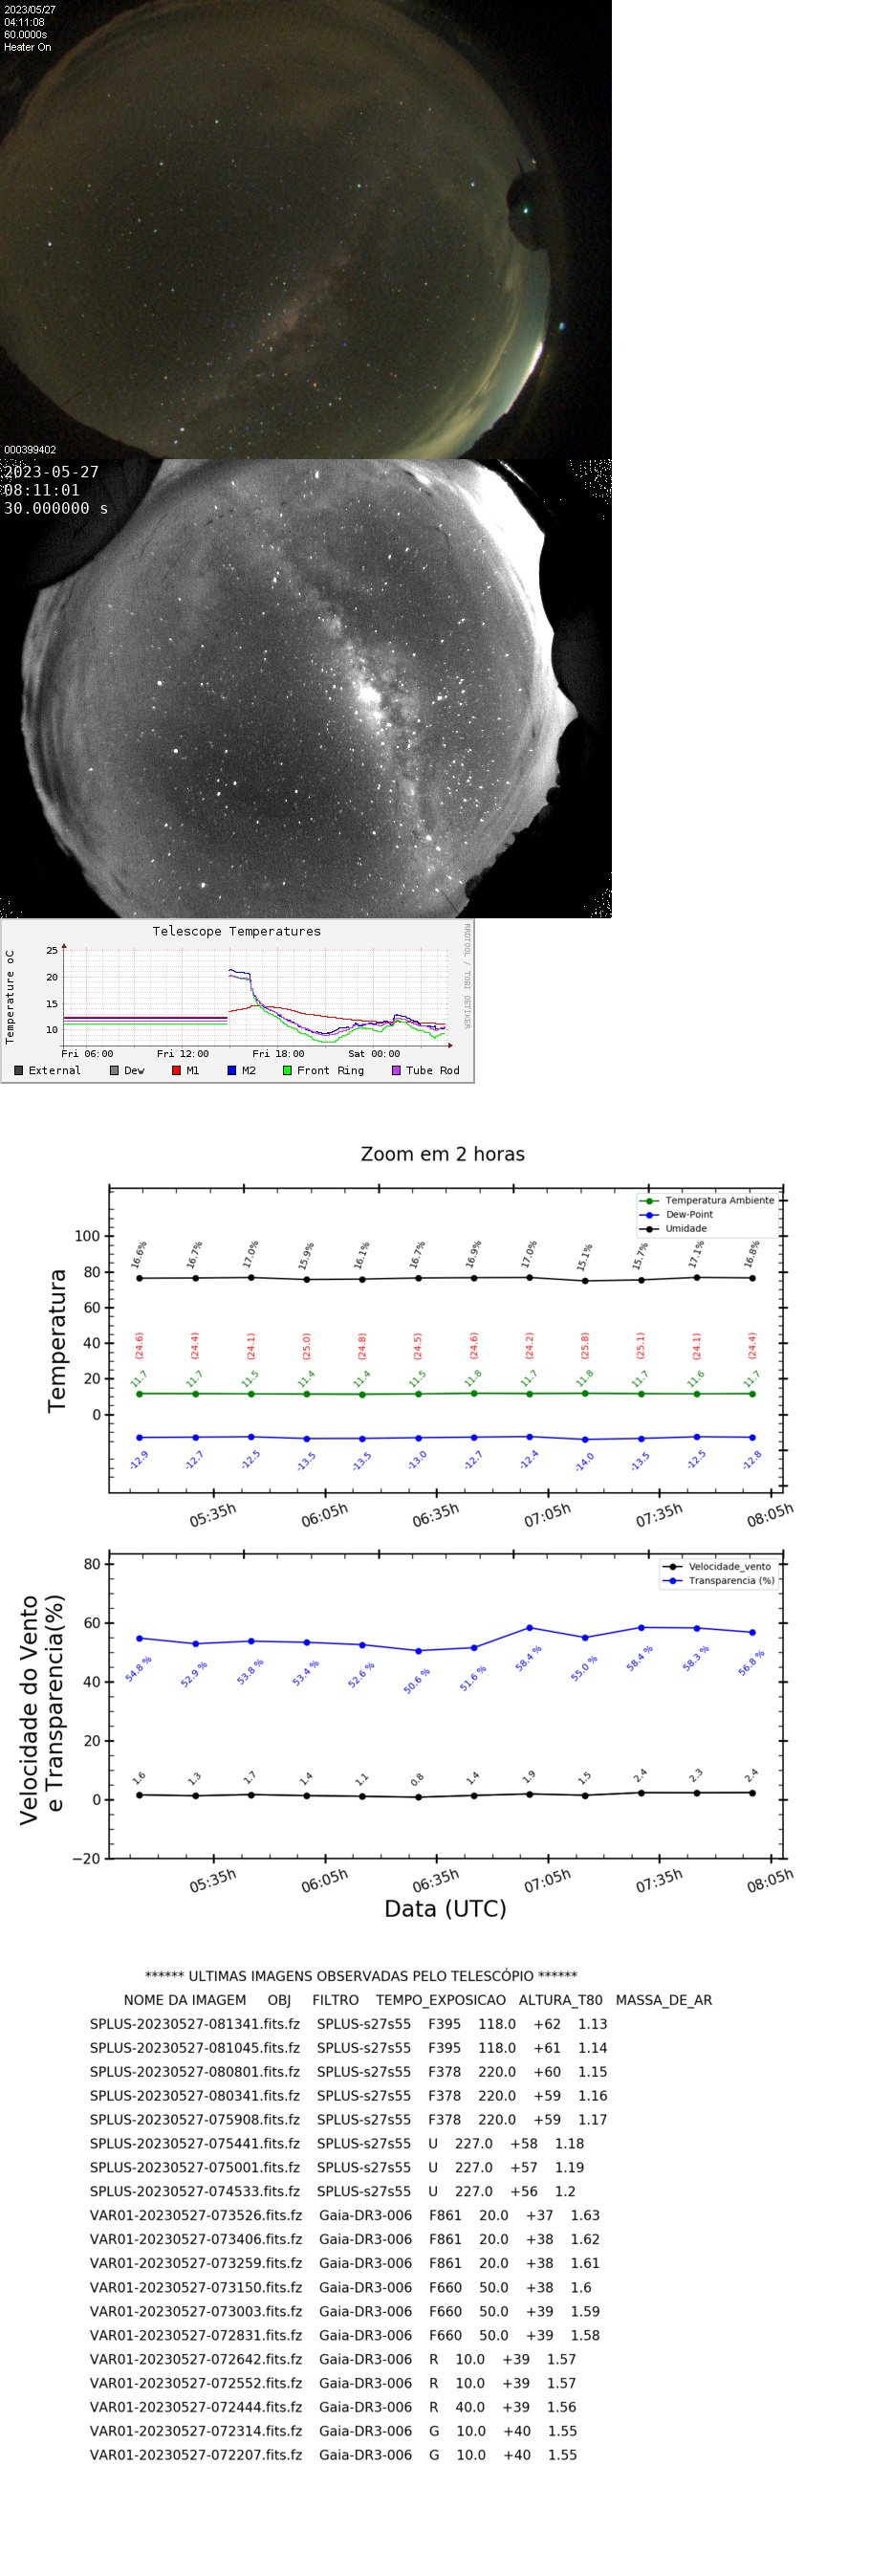 2023/05/27
04:11:08
60.0000s
Heater On
000399402
2023-05-27
08:11:01
30.000000 s
Telescope Temperatures
Temperature oC
25
20
15
10
Fri 06:00 Fri 12:00 Fri 18:00 Sat 00:00
External Dew M1 M2 Front Ring Tube Rod
RRDTOOL / TOBI OETIKER
Zoom em 2 horas
Temperatura
100
80
60
40
20
0
Temperatura Ambiente
Dew-Point
Umidade
16.6% 16.7% 17.0% 15.9% 16.1% 16.7% 16.9% 17.0% 15.1% 15.7% 17.1% 16.8%
(24.6) (24.4) (24.1) (25.0) (24.8) (24.5) (24.6) (24.2) (25.8) (25.1) (24.1) (24.4)
11.7 11.7 11.5 11.4 11.4 11.5 11.8 11.7 11.8 11.7 11.6 11.7
-12.9 -12.7 -12.5 -13.5 -13.5 -13.0 -12.7 -12.4 -14.0 -13.5 -12.5 -12.8
05:35h 06:05h 06:35h 07:05h 07:35h 08:05h
Velocidade do Vento
e Transparencia(%)
80
60
40
20
0
−20
Velocidade_vento
Transparencia (%)
54.8 % 52.9 % 53.8 % 53.4 % 52.6 % 50.6 % 51.6 % 58.4 % 55.0 % 58.4 % 58.3 % 56.8 %
1.6 1.3 1.7 1.4 1.1 0.8 1.4 1.9 1.5 2.4 2.3 2.4
05:35h 06:05h 06:35h 07:05h 07:35h 08:05h
Data (UTC)
****** ULTIMAS IMAGENS OBSERVADAS PELO TELESCÓPIO ******
NOME DA IMAGEM OBJ FILTRO TEMPO_EXPOSICAO ALTURA_T80 MASSA_DE_AR
SPLUS-20230527-081341.fits.fz SPLUS-s27s55 F395 118.0 +62 1.13
SPLUS-20230527-081045.fits.fz SPLUS-s27s55 F395 118.0 +61 1.14
SPLUS-20230527-080801.fits.fz SPLUS-s27s55 F378 220.0 +60 1.15
SPLUS-20230527-080341.fits.fz SPLUS-s27s55 F378 220.0 +59 1.16
SPLUS-20230527-075908.fits.fz SPLUS-s27s55 F378 220.0 +59 1.17
SPLUS-20230527-075441.fits.fz SPLUS-s27s55 U 227.0 +58 1.18
SPLUS-20230527-075001.fits.fz SPLUS-s27s55 U 227.0 +57 1.19
SPLUS-20230527-074533.fits.fz SPLUS-s27s55 U 227.0 +56 1.2
VAR01-20230527-073526.fits.fz Gaia-DR3-006 F861 20.0 +37 1.63
VAR01-20230527-073406.fits.fz Gaia-DR3-006 F861 20.0 +38 1.62
VAR01-20230527-073259.fits.fz Gaia-DR3-006 F861 20.0 +38 1.61
VAR01-20230527-073150.fits.fz Gaia-DR3-006 F660 50.0 +38 1.6
VAR01-20230527-073003.fits.fz Gaia-DR3-006 F660 50.0 +39 1.59
VAR01-20230527-072831.fits.fz Gaia-DR3-006 F660 50.0 +39 1.58
VAR01-20230527-072642.fits.fz Gaia-DR3-006 R 10.0 +39 1.57
VAR01-20230527-072552.fits.fz Gaia-DR3-006 R 10.0 +39 1.57
VAR01-20230527-072444.fits.fz Gaia-DR3-006 R 40.0 +39 1.56
VAR01-20230527-072314.fits.fz Gaia-DR3-006 G 10.0 +40 1.55
VAR01-20230527-072207.fits.fz Gaia-DR3-006 G 10.0 +40 1.55